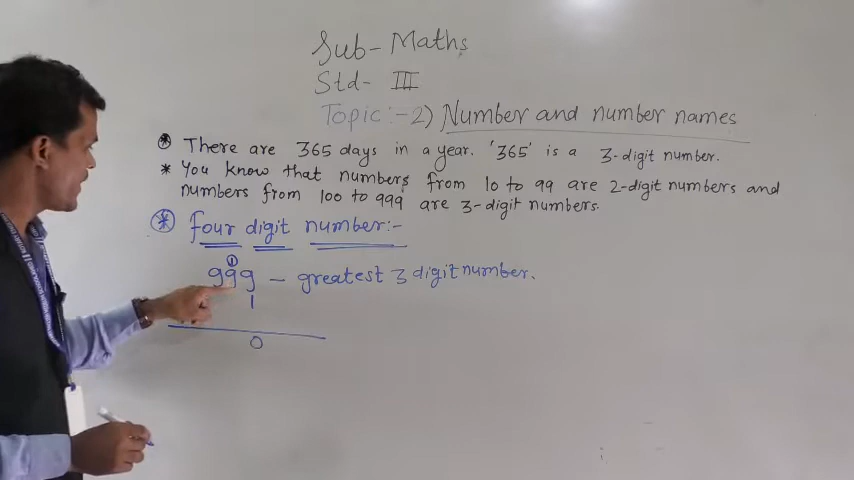 Sub- Maths
Std- III
Topic:-2) Number and number names
* There are 365 days in a year. '365' is a 3-digit number.
* You know that numbers from 10 to 99 are 2-digit numbers and
numbers from 100 to 999 are 3-digit numbers.
* four digit number:-
1
999 - greatest 3 digit number.
1
0